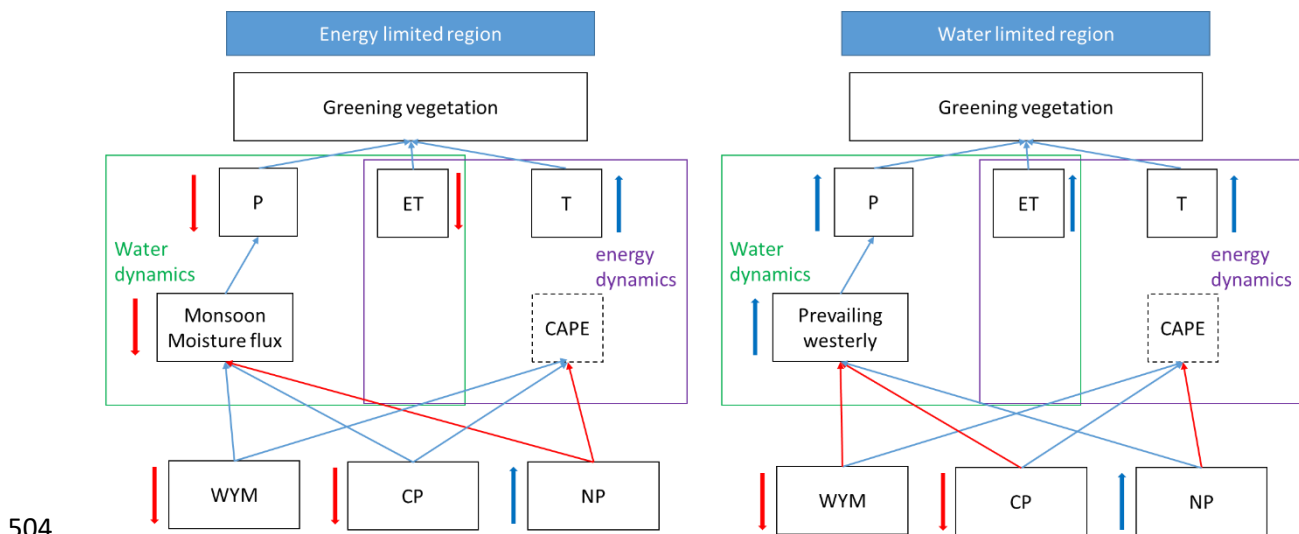 Energy limited region
Greening vegetation
P
ET
T
Water
dynamics
energy
dynamics
Monsoon
Moisture flux
CAPE
WYM
CP
NP
Water limited region
Greening vegetation
P
ET
T
Water
dynamics
energy
dynamics
Prevailing
westerly
CAPE
WYM
CP
NP
504